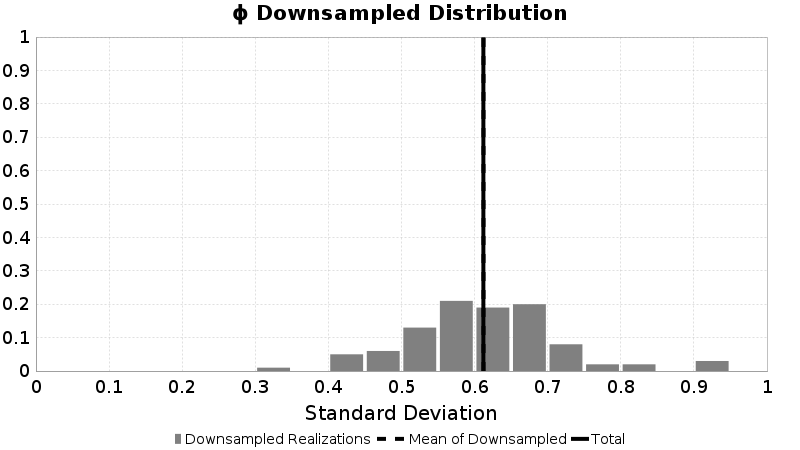 ϕ Downsampled Distribution
1
0.9
0.8
0.7
0.6
0.5
0.4
0.3
0.2
0.1
0
0 0.1 0.2 0.3 0.4 0.5 0.6 0.7 0.8 0.9 1
Standard Deviation
Downsampled Realizations Mean of Downsampled Total